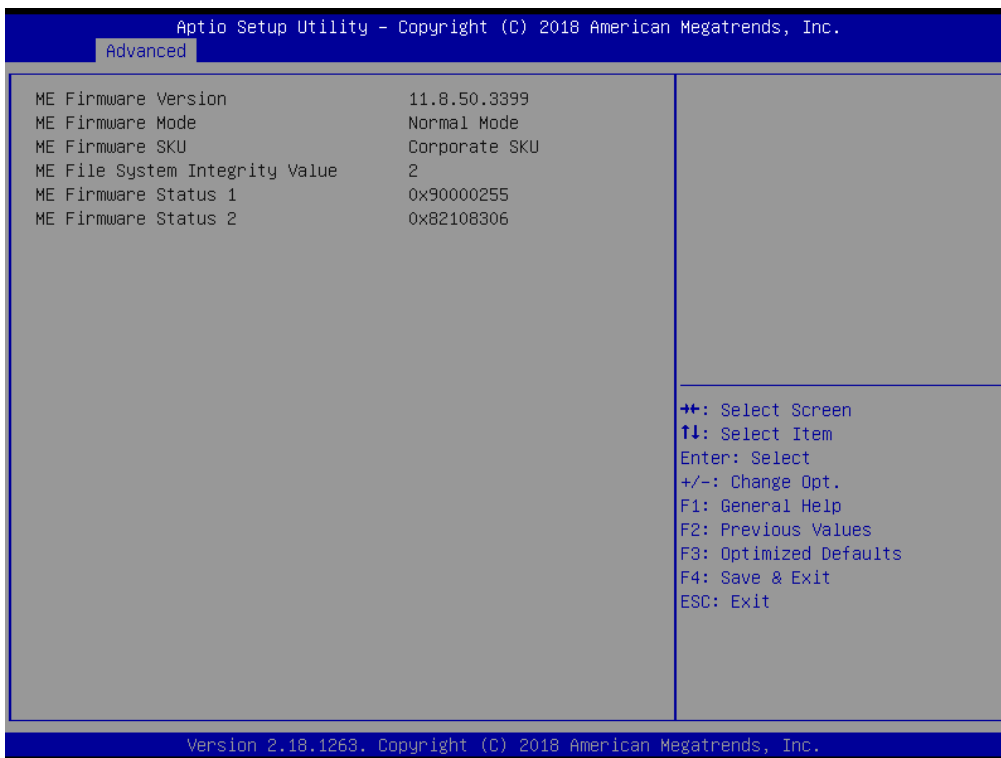 Aptio Setup Utility – Copyright (C) 2018 American Megatrends, Inc.
Advanced
ME Firmware Version 11.8.50.3399
ME Firmware Mode Normal Mode
ME Firmware SKU Corporate SKU
ME File System Integrity Value 2
ME Firmware Status 1 0x90000255
ME Firmware Status 2 0x82108306
→←: Select Screen
↑↓: Select Item
Enter: Select
+/-: Change Opt.
F1: General Help
F2: Previous Values
F3: Optimized Defaults
F4: Save & Exit
ESC: Exit
Version 2.18.1263. Copyright (C) 2018 American Megatrends, Inc.